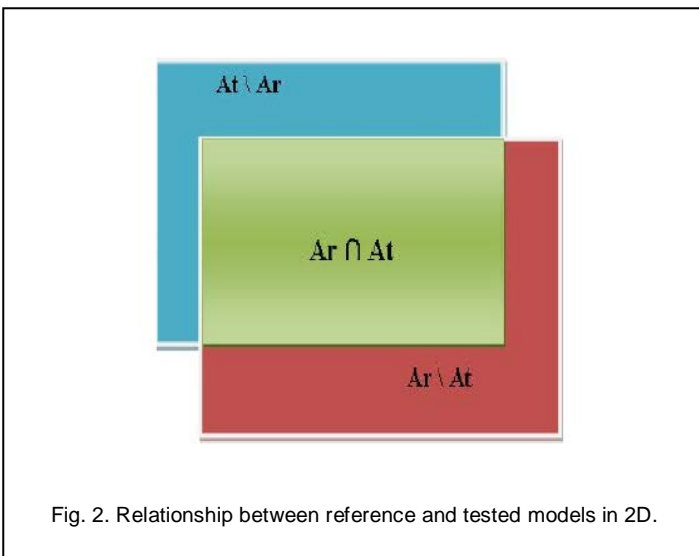 At \ Ar
Ar ∩ At
Ar \ At
Fig. 2. Relationship between reference and tested models in 2D.